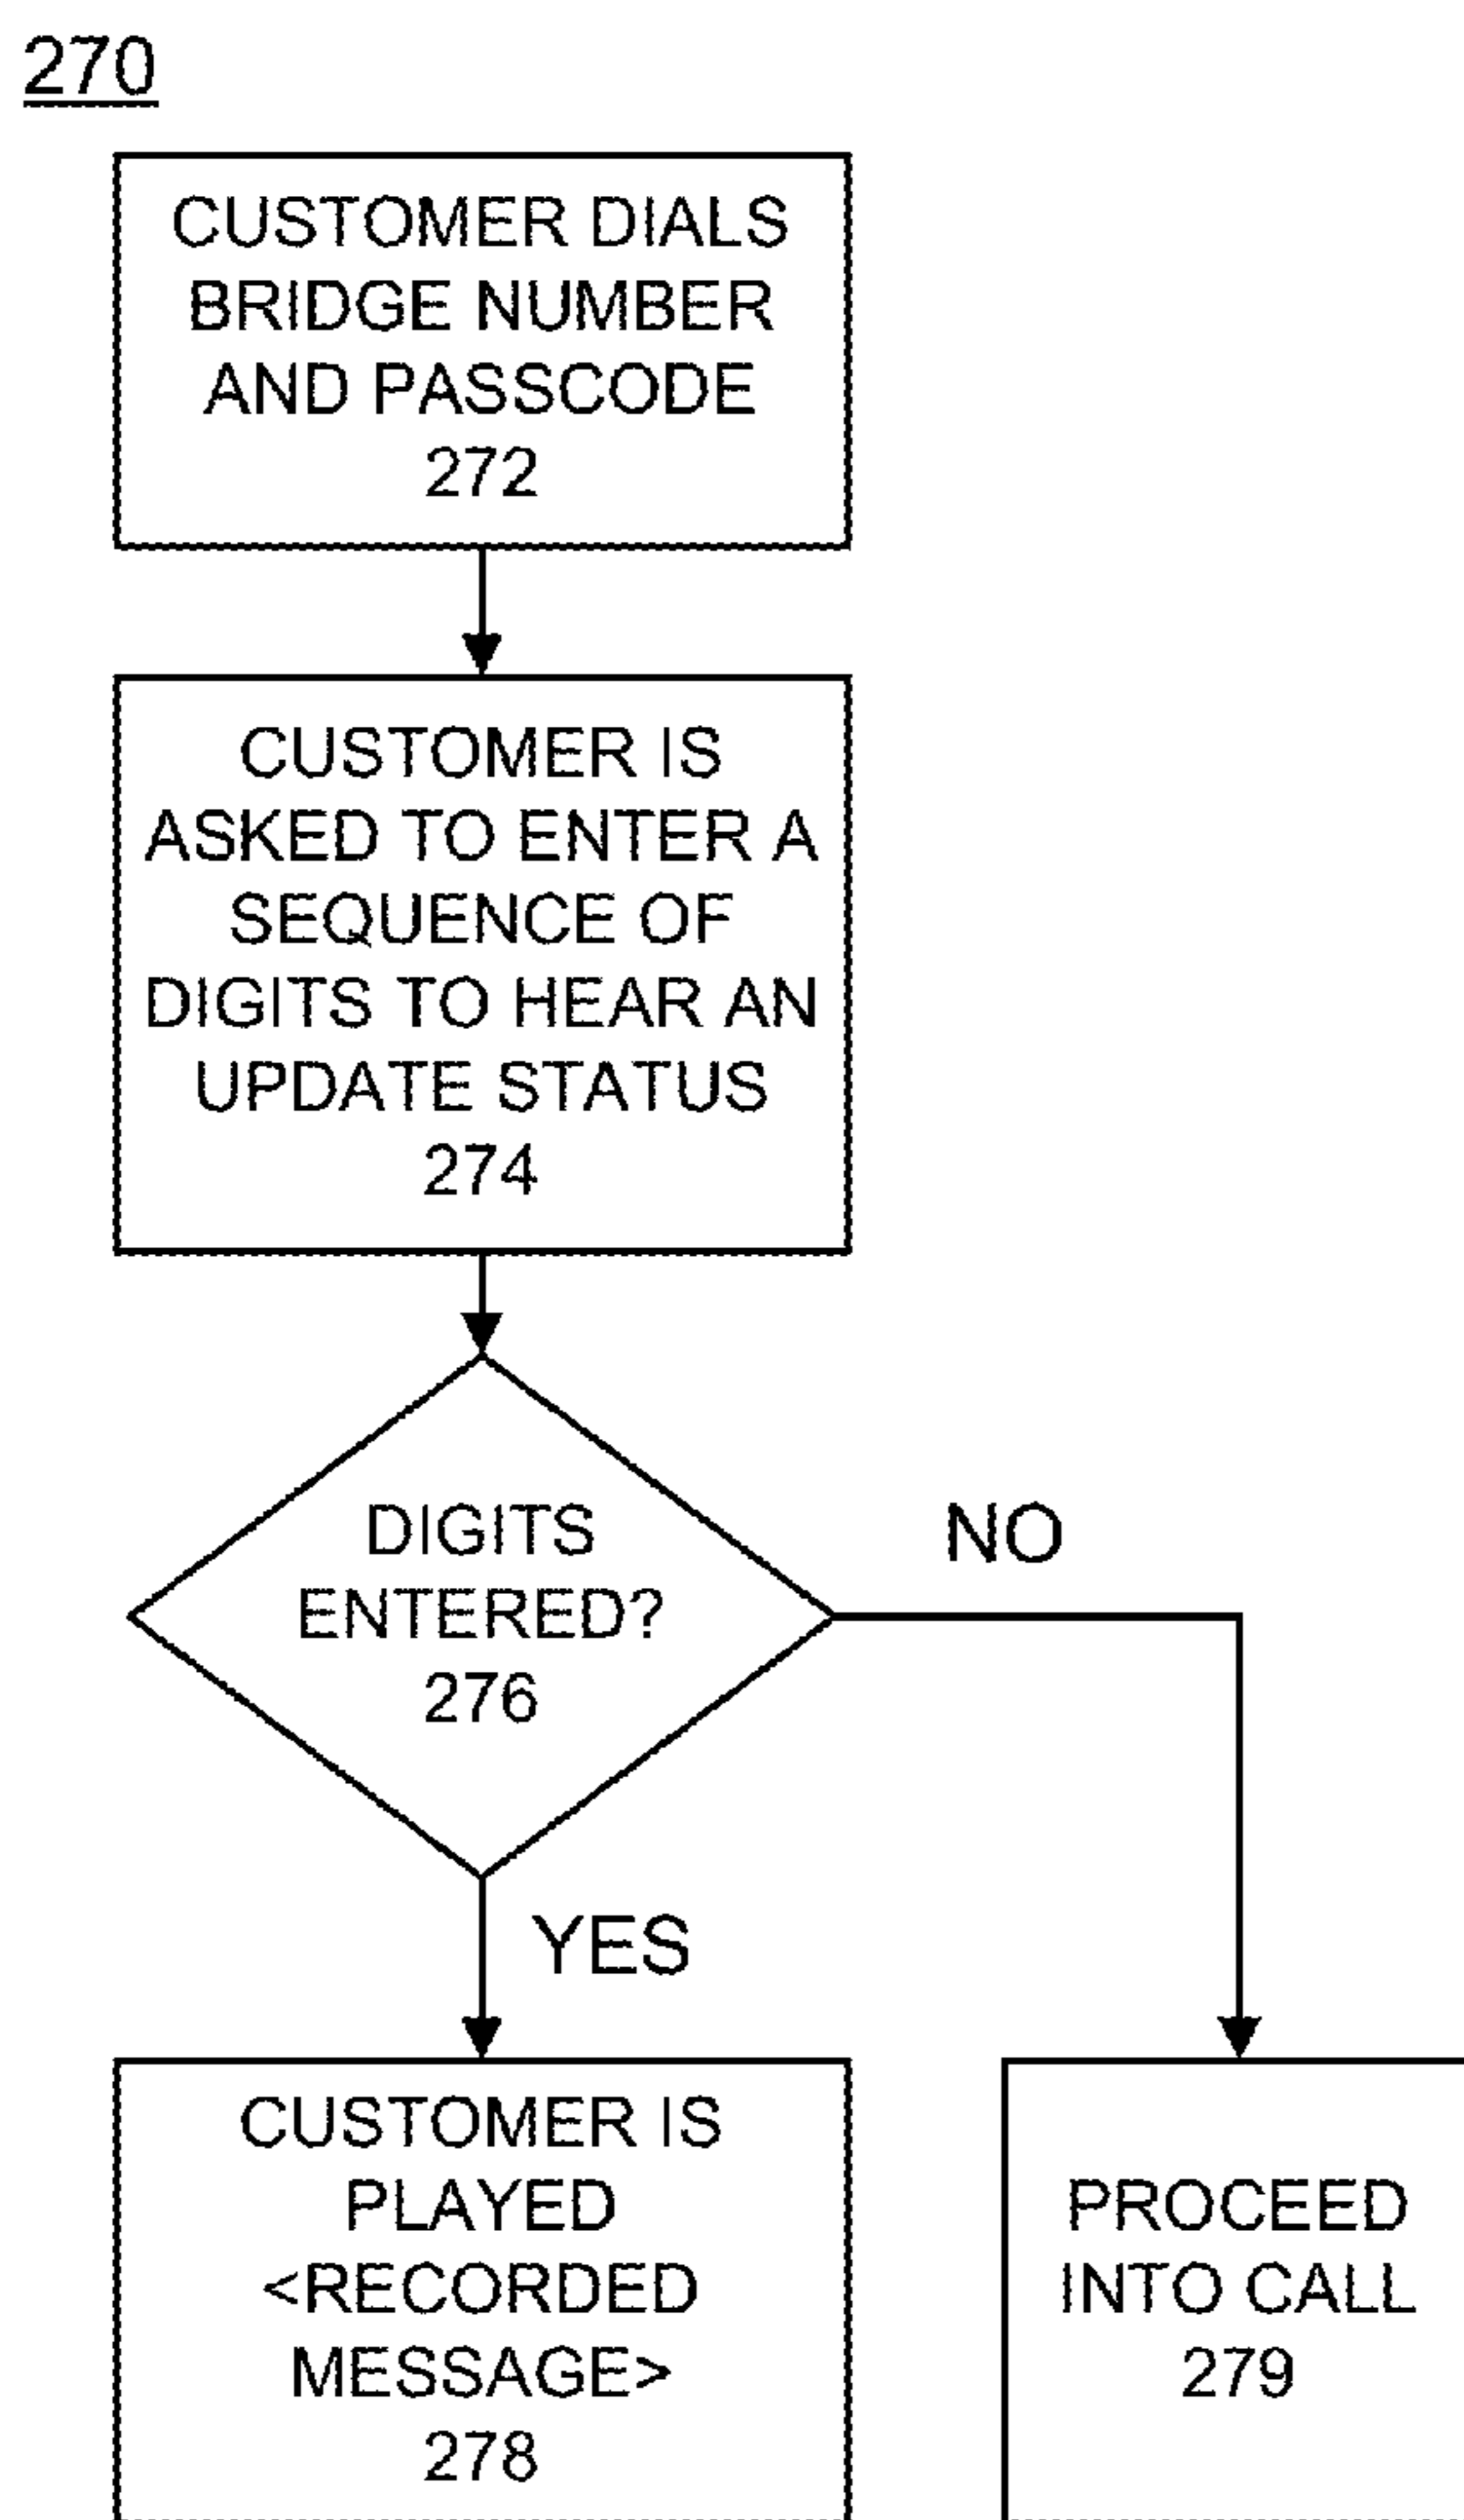 270
CUSTOMER DIALS
BRIDGE NUMBER
AND PASSCODE
272
CUSTOMER IS
ASKED TO ENTER A
SEQUENCE OF
DIGITS TO HEAR AN
UPDATE STATUS
274
DIGITS
ENTERED?
276
NO
YES
CUSTOMER IS
PLAYED
<RECORDED
MESSAGE>
278
PROCEED
INTO CALL
279